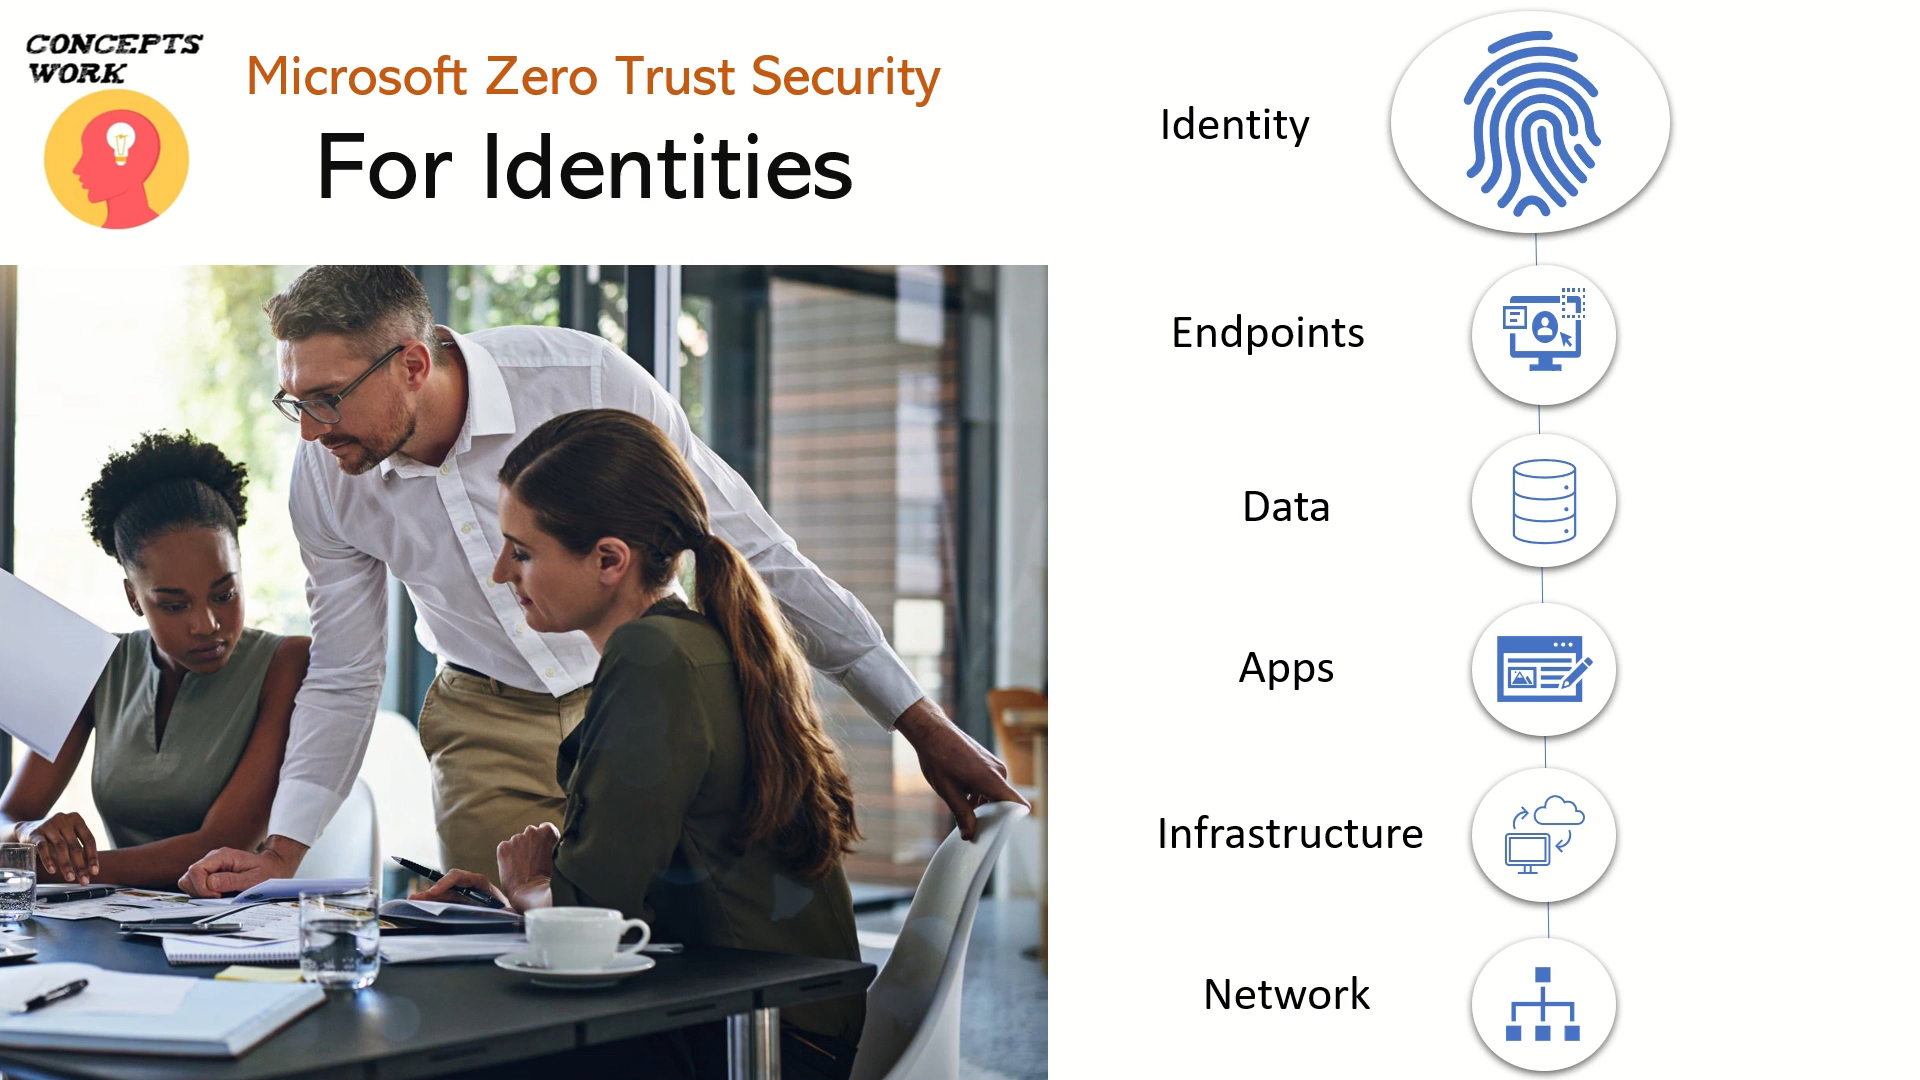 CONCEPTS
WORK
Microsoft Zero Trust Security
For Identities
Identity
Endpoints
Data
Apps
Infrastructure
Network